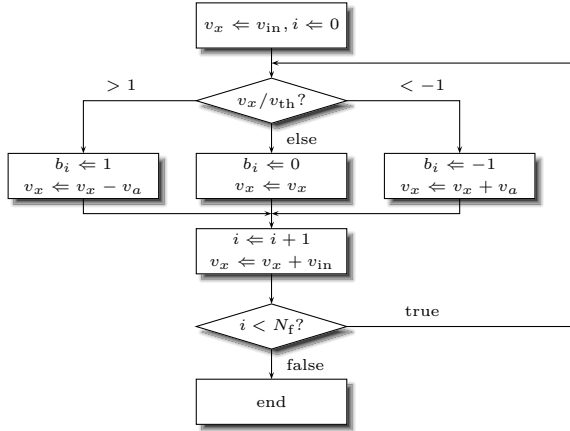 v_x ⇐ v_in, i ⇐ 0
> 1
v_x/v_th?
< −1
else
b_i ⇐ 1
v_x ⇐ v_x − v_a
b_i ⇐ 0
v_x ⇐ v_x
b_i ⇐ −1
v_x ⇐ v_x + v_a
i ⇐ i + 1
v_x ⇐ v_x + v_in
i < N_f?
true
false
end